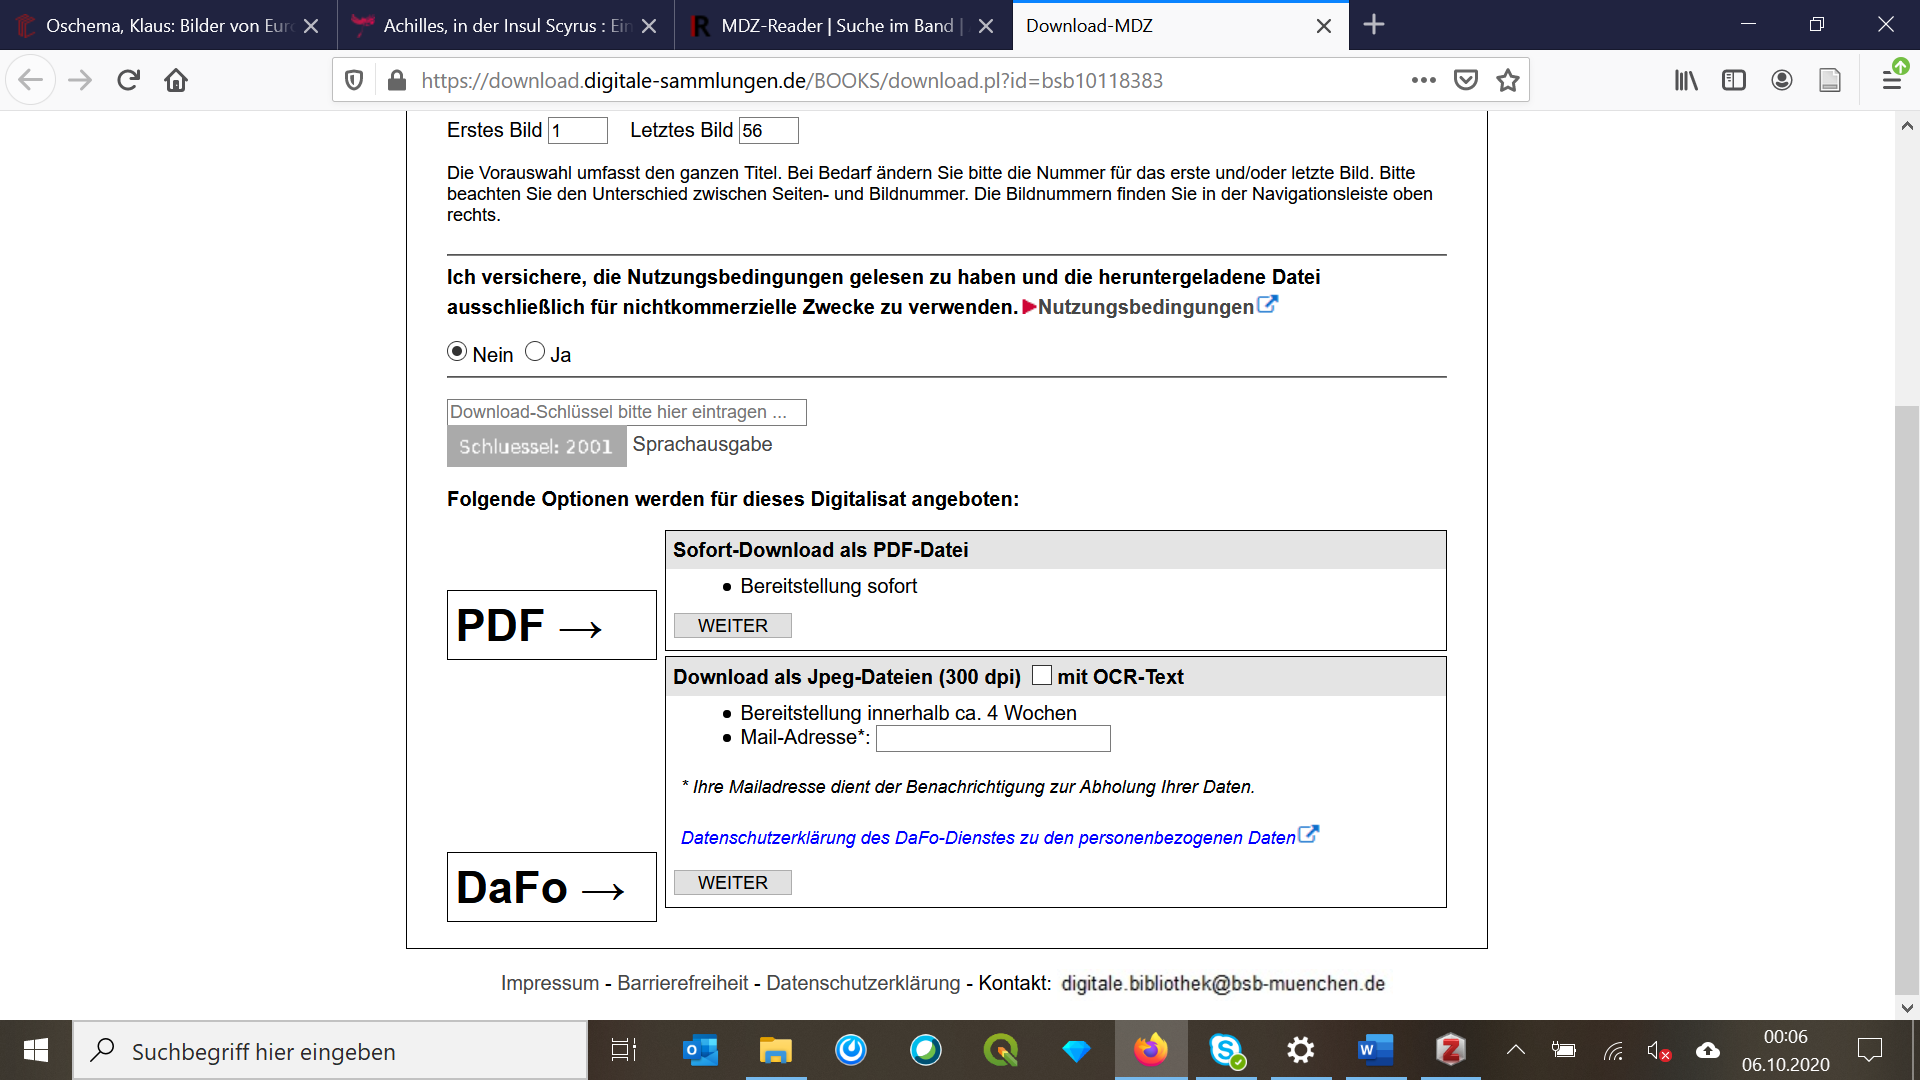 Oschema, Klaus: Bilder von Euro
Achilles, in der Insul Scyrus : Ein
MDZ-Reader | Suche im Band |
Download-MDZ
https://download.digitale-sammlungen.de/BOOKS/download.pl?id=bsb10118383
Erstes Bild 1 Letztes Bild 56
Die Vorauswahl umfasst den ganzen Titel. Bei Bedarf ändern Sie bitte die Nummer für das erste und/oder letzte Bild. Bitte
beachten Sie den Unterschied zwischen Seiten- und Bildnummer. Die Bildnummern finden Sie in der Navigationsleiste oben
rechts.
Ich versichere, die Nutzungsbedingungen gelesen zu haben und die heruntergeladene Datei
ausschließlich für nichtkommerzielle Zwecke zu verwenden. Nutzungsbedingungen
Nein Ja
Download-Schlüssel bitte hier eintragen ...
Schluessel: 2001 Sprachausgabe
Folgende Optionen werden für dieses Digitalisat angeboten:
Sofort-Download als PDF-Datei
• Bereitstellung sofort
PDF →
WEITER
Download als Jpeg-Dateien (300 dpi) mit OCR-Text
• Bereitstellung innerhalb ca. 4 Wochen
• Mail-Adresse*:
* Ihre Mailadresse dient der Benachrichtigung zur Abholung Ihrer Daten.
Datenschutzerklärung des DaFo-Dienstes zu den personenbezogenen Daten
DaFo →
WEITER
Impressum - Barrierefreiheit - Datenschutzerklärung - Kontakt: digitale.bibliothek@bsb-muenchen.de
Suchbegriff hier eingeben
00:06
06.10.2020